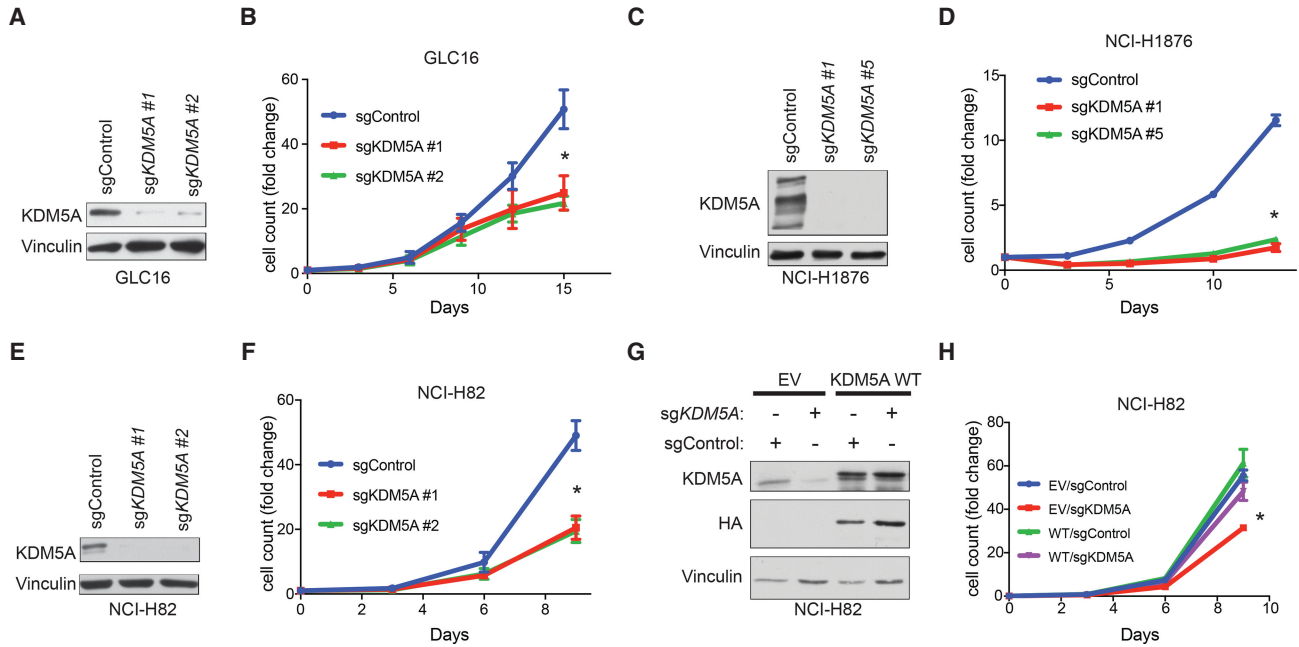 A
sgControl
sgKDM5A #1
sgKDM5A #2
KDM5A
Vinculin
GLC16
B
GLC16
60
40
20
0
cell count (fold change)
sgControl
sgKDM5A #1
sgKDM5A #2
*
0 5 10 15
Days
C
sgControl
sgKDM5A #1
sgKDM5A #5
KDM5A
Vinculin
NCI-H1876
D
NCI-H1876
15
10
5
0
cell count (fold change)
sgControl
sgKDM5A #1
sgKDM5A #5
*
0 5 10
Days
E
sgControl
sgKDM5A #1
sgKDM5A #2
KDM5A
Vinculin
NCI-H82
F
NCI-H82
60
40
20
0
cell count (fold change)
sgControl
sgKDM5A #1
sgKDM5A #2
*
0 2 4 6 8
Days
G
EV KDM5A WT
sgKDM5A: - + - +
sgControl: + - + -
KDM5A
HA
Vinculin
NCI-H82
H
NCI-H82
80
60
40
20
0
cell count (fold change)
EV/sgControl
EV/sgKDM5A
WT/sgControl
WT/sgKDM5A
*
0 2 4 6 8 10
Days